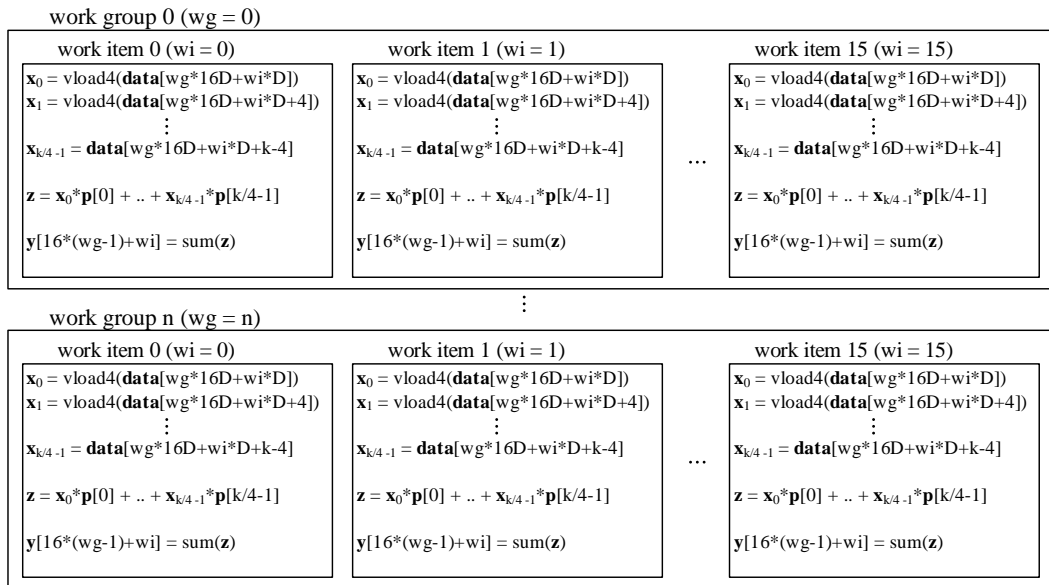 work group 0 (wg = 0)
work item 0 (wi = 0)
x0 = vload4(data[wg*16D+wi*D])
x1 = vload4(data[wg*16D+wi*D+4])
⋮
xk/4 -1 = data[wg*16D+wi*D+k-4]
z = x0*p[0] + .. + xk/4 -1*p[k/4-1]
y[16*(wg-1)+wi] = sum(z)
work item 1 (wi = 1)
x0 = vload4(data[wg*16D+wi*D])
x1 = vload4(data[wg*16D+wi*D+4])
⋮
xk/4 -1 = data[wg*16D+wi*D+k-4]
z = x0*p[0] + .. + xk/4 -1*p[k/4-1]
y[16*(wg-1)+wi] = sum(z)
...
work item 15 (wi = 15)
x0 = vload4(data[wg*16D+wi*D])
x1 = vload4(data[wg*16D+wi*D+4])
⋮
xk/4 -1 = data[wg*16D+wi*D+k-4]
z = x0*p[0] + .. + xk/4 -1*p[k/4-1]
y[16*(wg-1)+wi] = sum(z)
⋮
work group n (wg = n)
work item 0 (wi = 0)
x0 = vload4(data[wg*16D+wi*D])
x1 = vload4(data[wg*16D+wi*D+4])
⋮
xk/4 -1 = data[wg*16D+wi*D+k-4]
z = x0*p[0] + .. + xk/4 -1*p[k/4-1]
y[16*(wg-1)+wi] = sum(z)
work item 1 (wi = 1)
x0 = vload4(data[wg*16D+wi*D])
x1 = vload4(data[wg*16D+wi*D+4])
⋮
xk/4 -1 = data[wg*16D+wi*D+k-4]
z = x0*p[0] + .. + xk/4 -1*p[k/4-1]
y[16*(wg-1)+wi] = sum(z)
...
work item 15 (wi = 15)
x0 = vload4(data[wg*16D+wi*D])
x1 = vload4(data[wg*16D+wi*D+4])
⋮
xk/4 -1 = data[wg*16D+wi*D+k-4]
z = x0*p[0] + .. + xk/4 -1*p[k/4-1]
y[16*(wg-1)+wi] = sum(z)